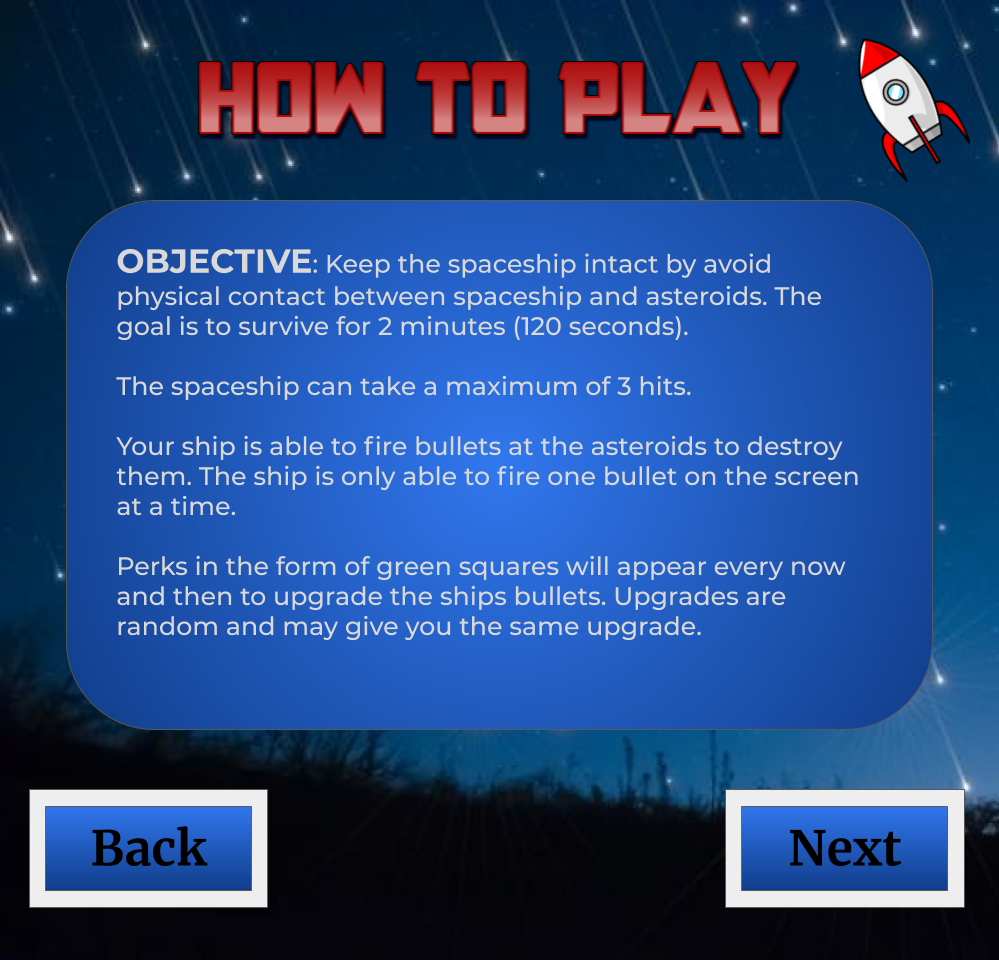 HOW TO PLAY
OBJECTIVE: Keep the spaceship intact by avoid
physical contact between spaceship and asteroids. The
goal is to survive for 2 minutes (120 seconds).
The spaceship can take a maximum of 3 hits.
Your ship is able to fire bullets at the asteroids to destroy
them. The ship is only able to fire one bullet on the screen
at a time.
Perks in the form of green squares will appear every now
and then to upgrade the ships bullets. Upgrades are
random and may give you the same upgrade.
Back
Next